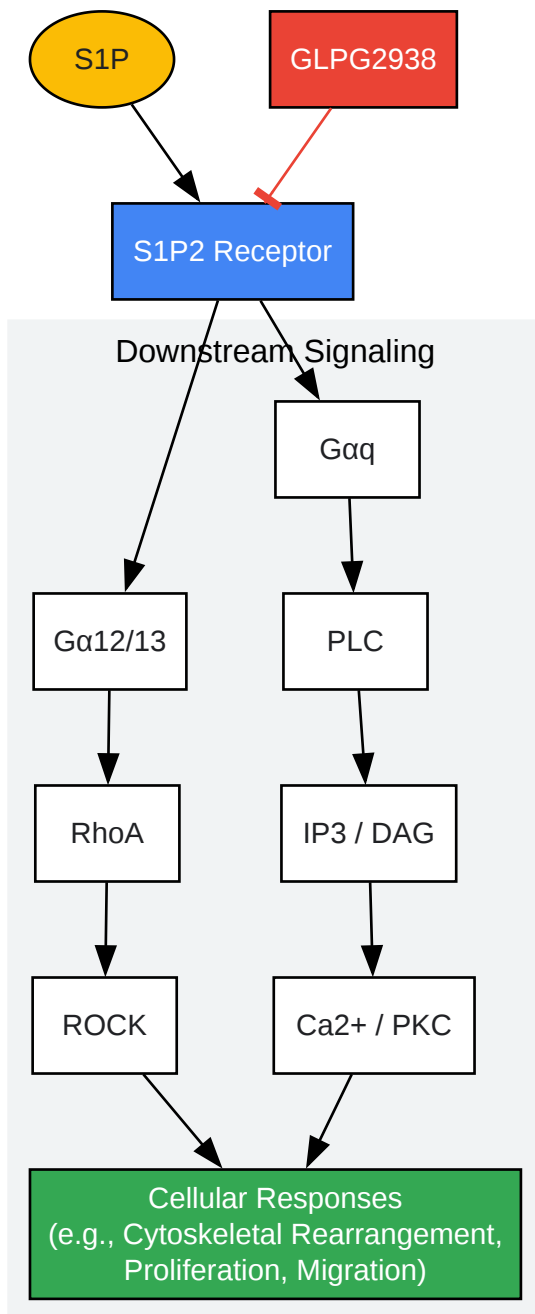 S1P
GLPG2938
S1P2 Receptor
Downstream Signaling
Gαq
Gα12/13
PLC
RhoA
IP3 / DAG
ROCK
Ca2+ / PKC
Cellular Responses
(e.g., Cytoskeletal Rearrangement,
Proliferation, Migration)